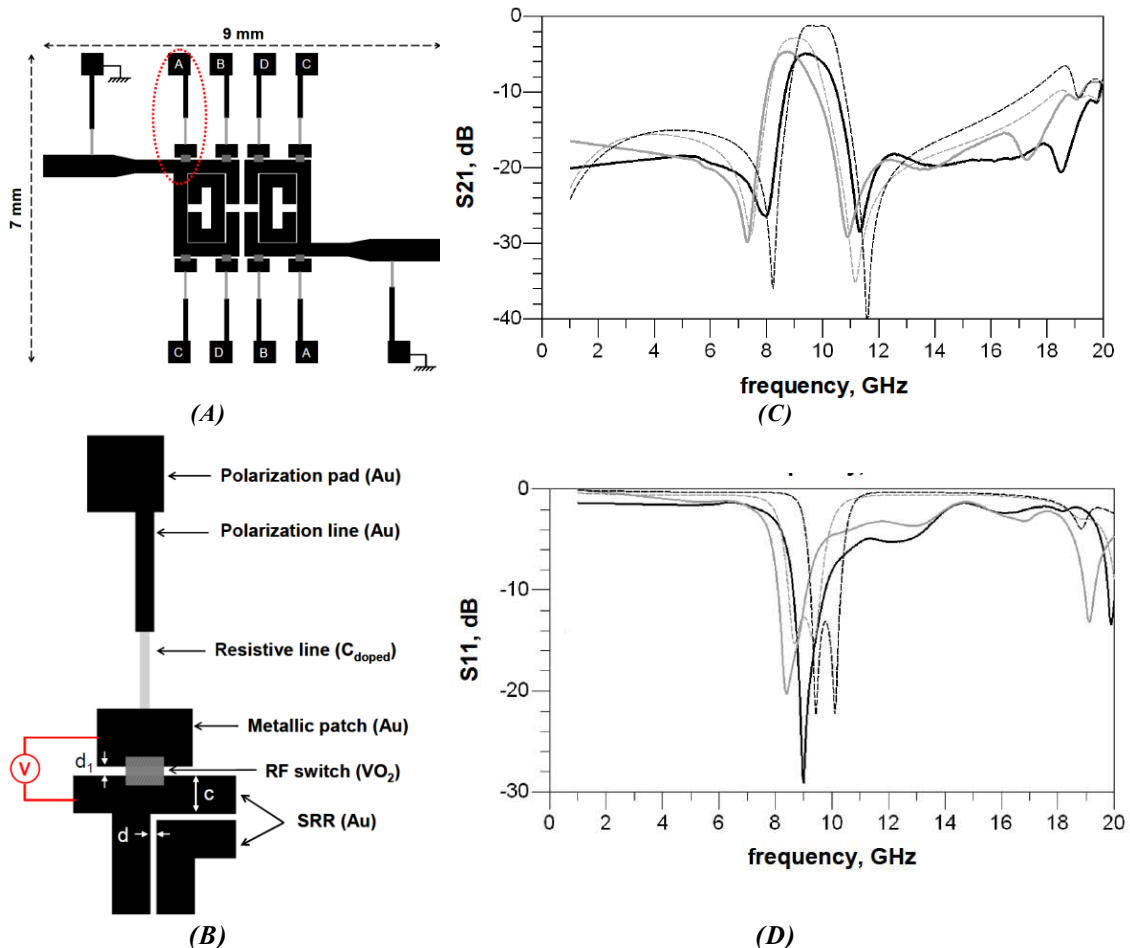 9 mm
7 mm
A B D C
C D B A
(A)
Polarization pad (Au)
Polarization line (Au)
Resistive line (C_doped)
Metallic patch (Au)
V
d1
RF switch (VO2)
c
SRR (Au)
d
(B)
S21, dB
0
-10
-20
-30
-40
0 2 4 6 8 10 12 14 16 18 20
frequency, GHz
(C)
S11, dB
0
-10
-20
-30
0 2 4 6 8 10 12 14 16 18 20
frequency, GHz
(D)